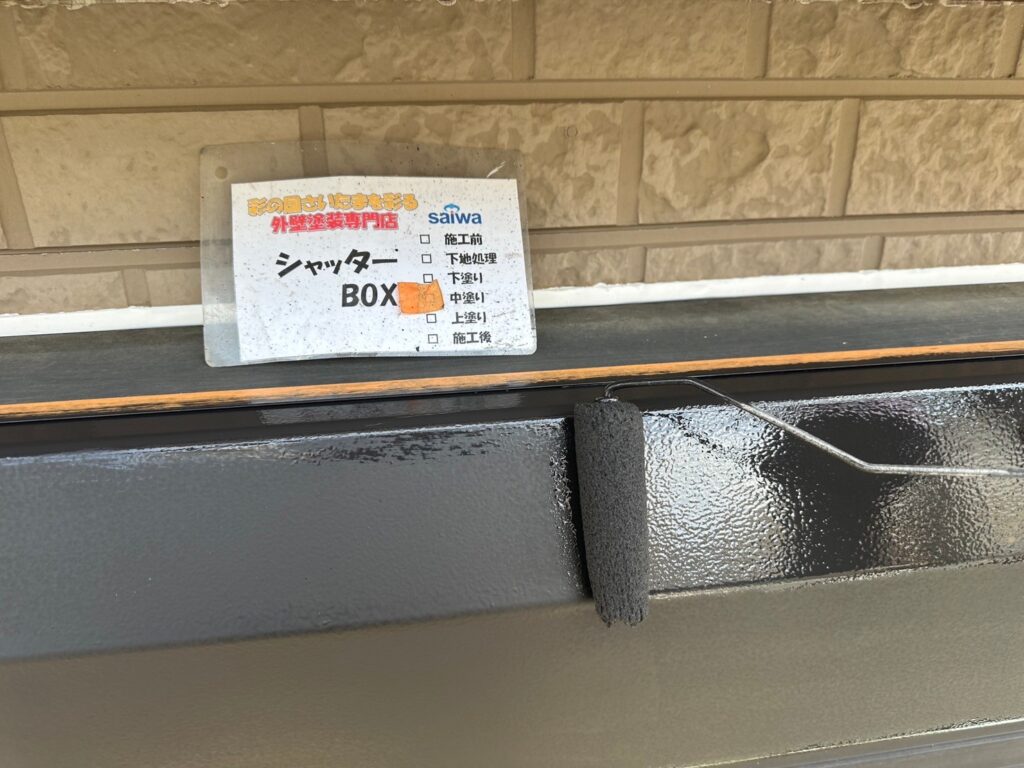 彩の国さいたまを彩る
外壁塗装専門店
saiwa
シャッター
BOX
□ 施工前
□ 下地処理
□ 下塗り
中塗り
□ 上塗り
□ 施工後